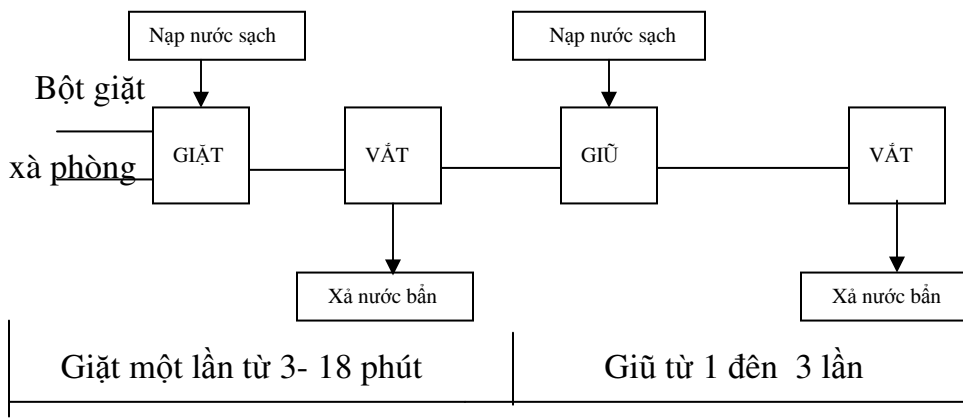 Nạp nước sạch
Nạp nước sạch
Bột giặt
xà phòng
GIẶT
VẮT
GIŨ
VẮT
Xả nước bẩn
Xả nước bẩn
Giặt một lần từ 3- 18 phút
Giũ từ 1 đên 3 lần